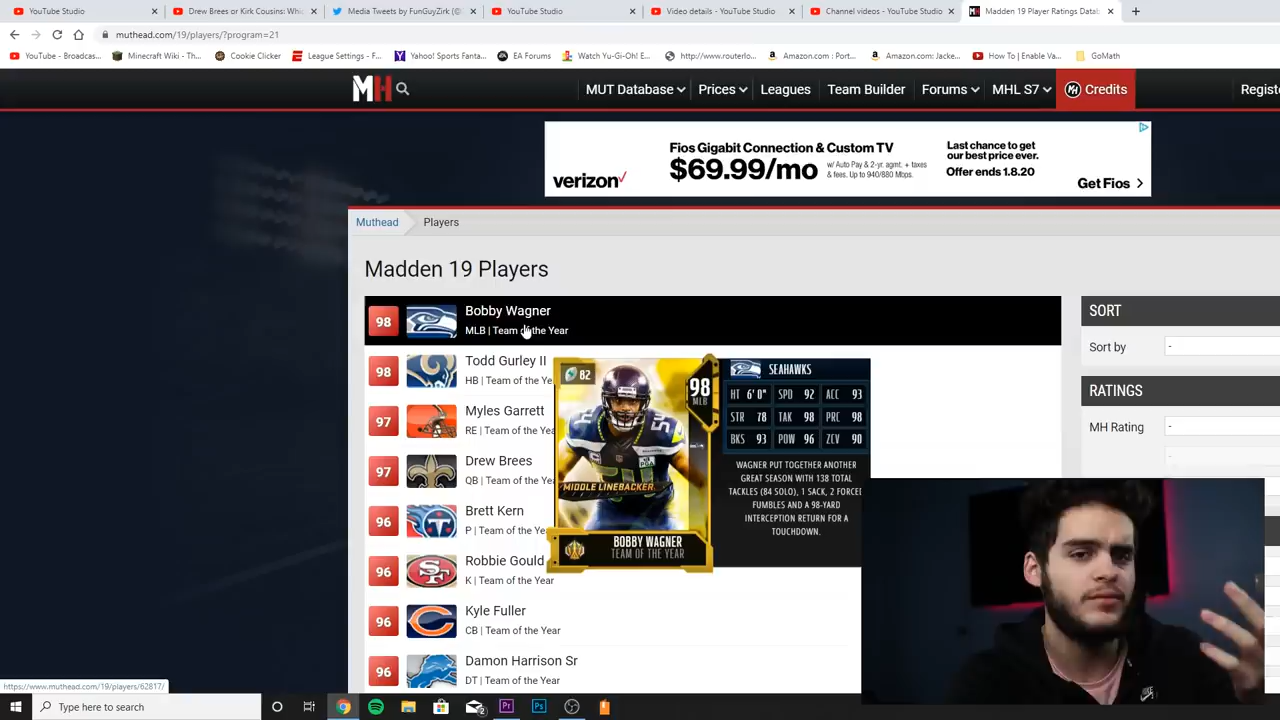 YouTube Studio
Drew Brees or Kirk Cousins: Whic
Media Tweets by FunGuyZirk (@
YouTube Studio
Video details - YouTube Studio
Channel videos - YouTube Studio
Madden 19 Player Ratings Datab
muthead.com/19/players/?program=21
YouTube - Broadcas...
Minecraft Wiki - Th...
Cookie Clicker
League Settings - F...
Yahoo! Sports Fanta...
EA Forums
Watch Yu-Gi-Oh! E...
http://www.routerlo...
Amazon.com : Port...
Amazon.com: Jacke...
How To | Enable Va...
GoMath
MH
MUT Database
Prices
Leagues
Team Builder
Forums
MHL S7
Credits
Registe
Fios Gigabit Connection & Custom TV
$69.99/mo
w/ Auto Pay & 2-yr. agmt. + taxes
& fees. Up to 940/880 Mbps.
verizon
Last chance to get
our best price ever.
Offer ends 1.8.20
Get Fios
Muthead
Players
Madden 19 Players
98
Bobby Wagner
MLB | Team of the Year
98
Todd Gurley II
HB | Team of the Ye
97
Myles Garrett
RE | Team of the Yea
97
Drew Brees
QB | Team of the Ye
96
Brett Kern
P | Team of the Yea
96
Robbie Gould
K | Team of the Year
96
Kyle Fuller
CB | Team of the Year
96
Damon Harrison Sr
DT | Team of the Year
82
98
MLB
MIDDLE LINEBACKER
BOBBY WAGNER
TEAM OF THE YEAR
SEAHAWKS
HT 6' 0" SPD 92 ACC 93
STR 78 TAK 98 PRC 98
BKS 93 POW 96 ZCV 90
WAGNER PUT TOGETHER ANOTHER
GREAT SEASON WITH 138 TOTAL
TACKLES (84 SOLO), 1 SACK, 2 FORCED
FUMBLES AND A 98-YARD
INTERCEPTION RETURN FOR A
TOUCHDOWN.
SORT
Sort by
-
RATINGS
MH Rating
-
-
https://www.muthead.com/19/players/62817/
Type here to search